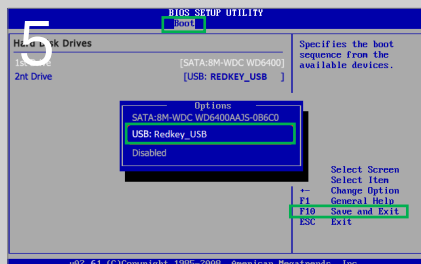 BIOS SETUP UTILITY
Boot
5
Hard Disk Drives
1st Drive [SATA:8M-WDC WD6400]
2nt Drive [USB: REDKEY_USB ]
Specifies the boot
sequence from the
available devices.
Options
SATA:8M-WDC WD6400AAJS-0B6C0
USB: Redkey_USB
Disabled
Select Screen
Select Item
+- Change Option
F1 General Help
F10 Save and Exit
ESC Exit
v02.61 (C)Copyright 1985-2008, American Megatrends, Inc.